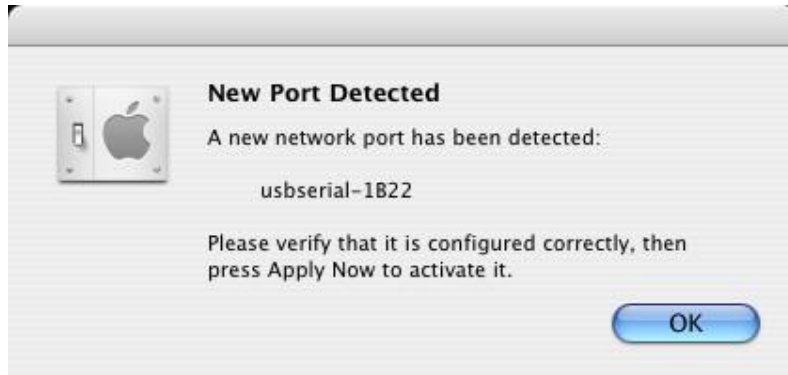 New Port Detected
A new network port has been detected:
usbserial-1B22
Please verify that it is configured correctly, then
press Apply Now to activate it.
OK